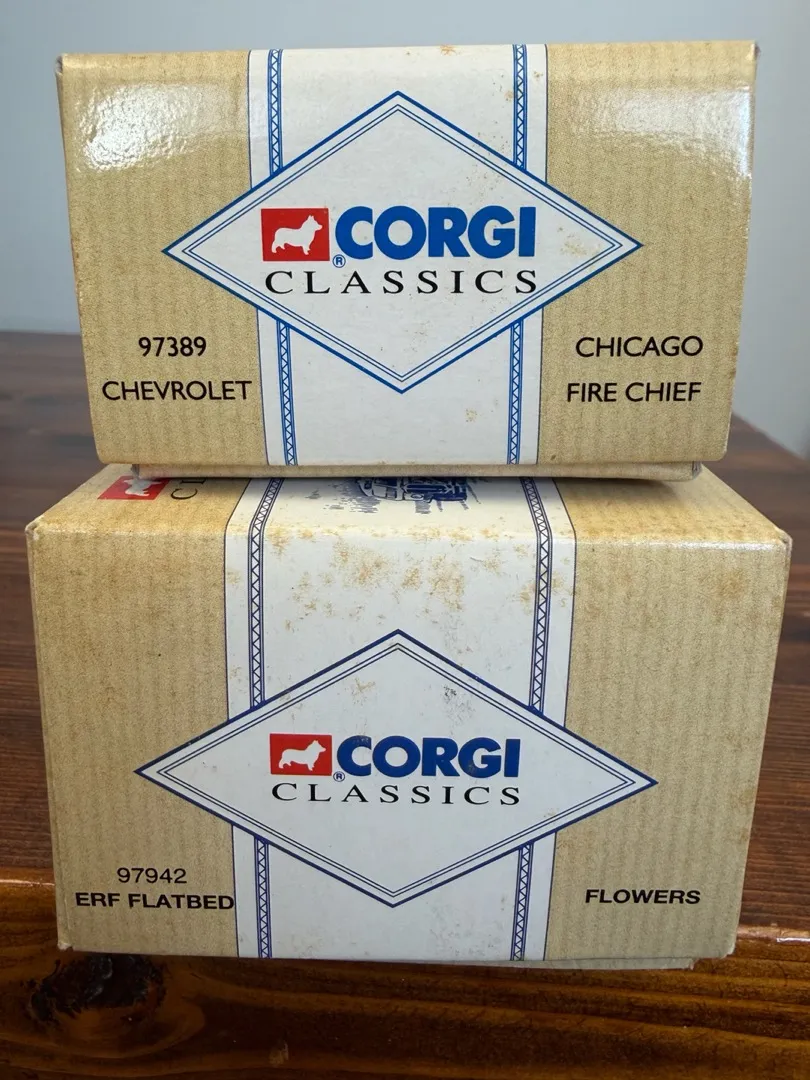 CORGI
®
CLASSICS
97389
CHEVROLET
CHICAGO
FIRE CHIEF
CORGI
®
CLASSICS
97942
ERF FLATBED
FLOWERS